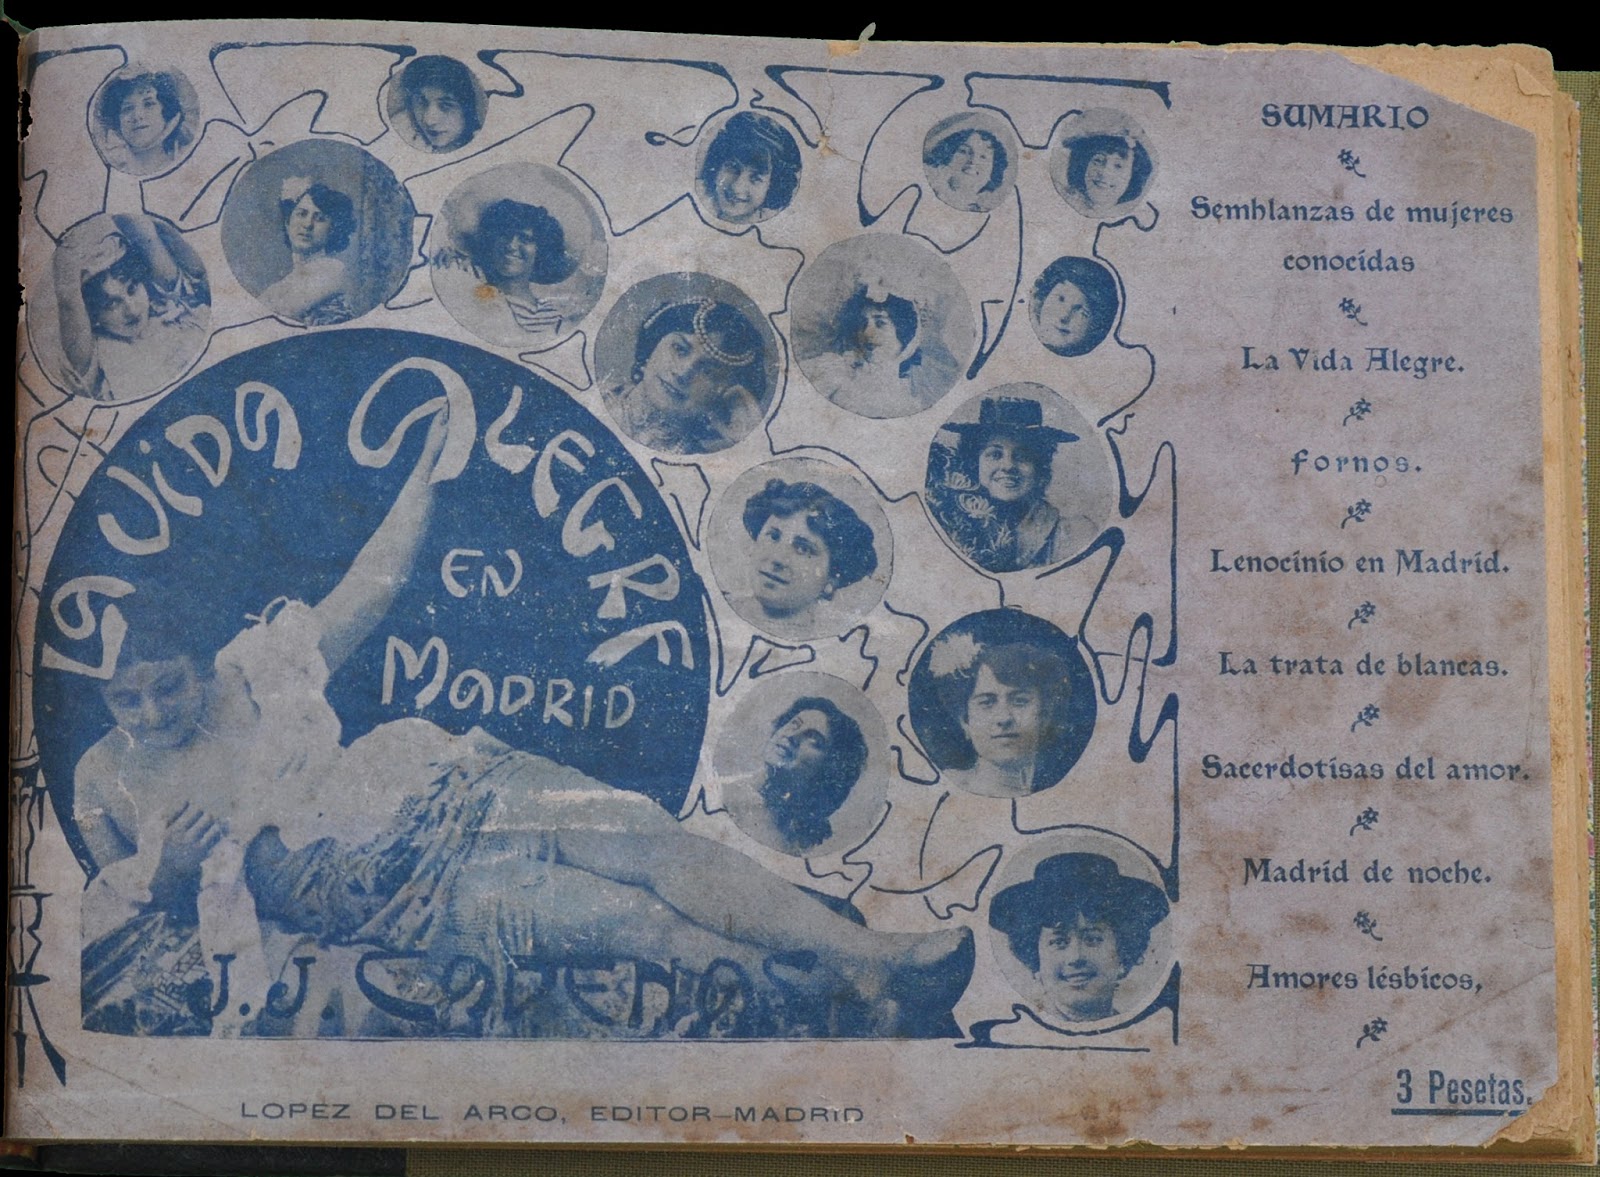 LA VIDA ALEGRE
EN
MADRID
J. J. CADENAS
LOPEZ DEL ARCO, EDITOR-MADRID
SUMARIO
Semblanzas de mujeres
conocidas
La Vida Alegre.
Fornos.
Lenocinio en Madrid.
La trata de blancas.
Sacerdotisas del amor.
Madrid de noche.
Amores lésbicos,
3 Pesetas.